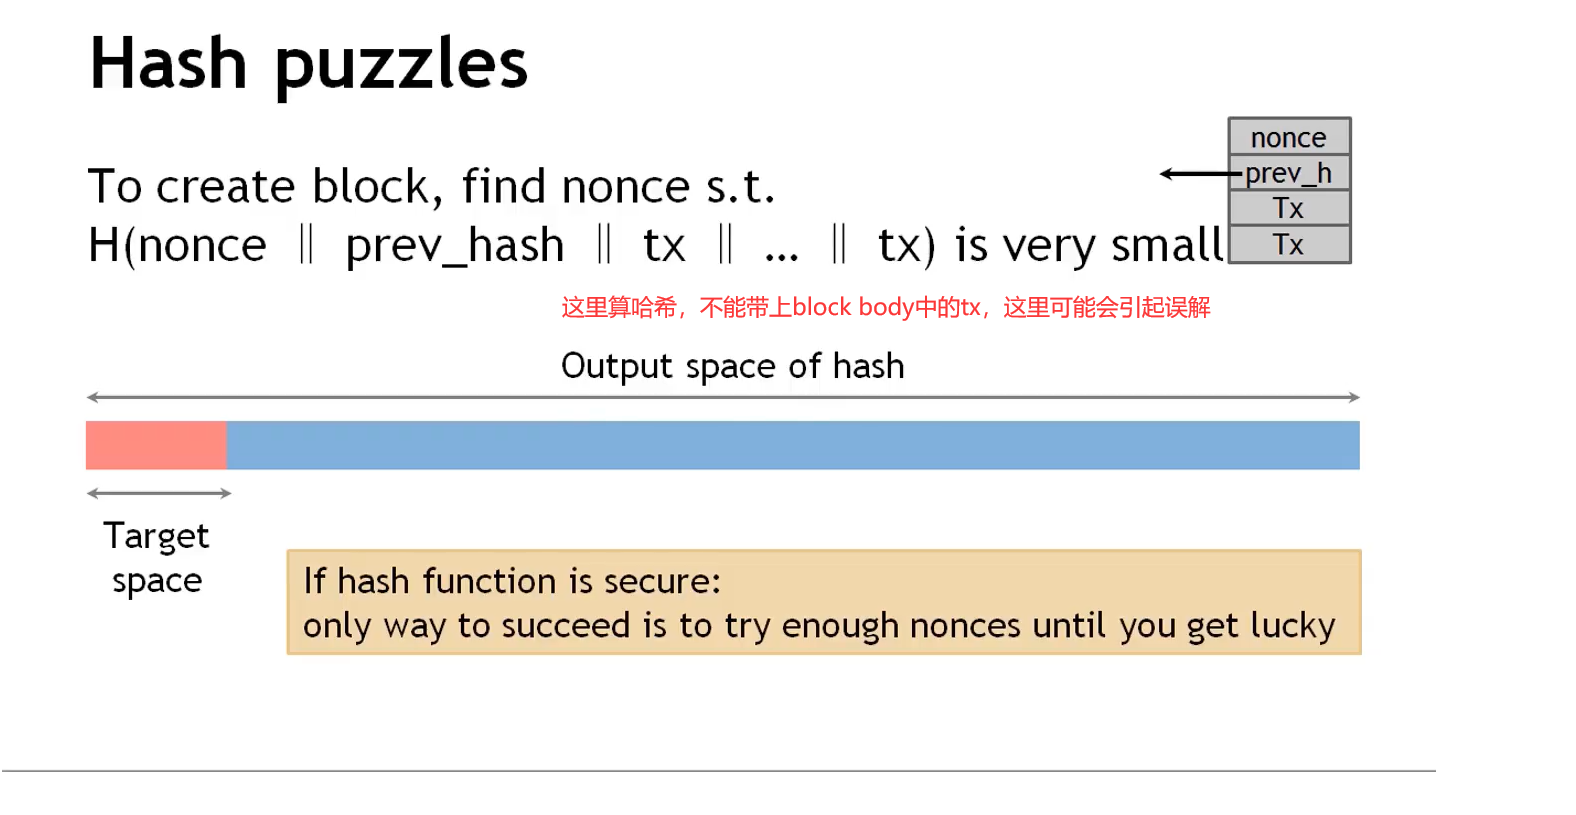 Hash puzzles
To create block, find nonce s.t.
H(nonce || prev_hash || tx || ... || tx) is very small
nonce
prev_h
Tx
Tx
这里算哈希，不能带上block body中的tx，这里可能会引起误解
Output space of hash
Target
space
If hash function is secure:
only way to succeed is to try enough nonces until you get lucky